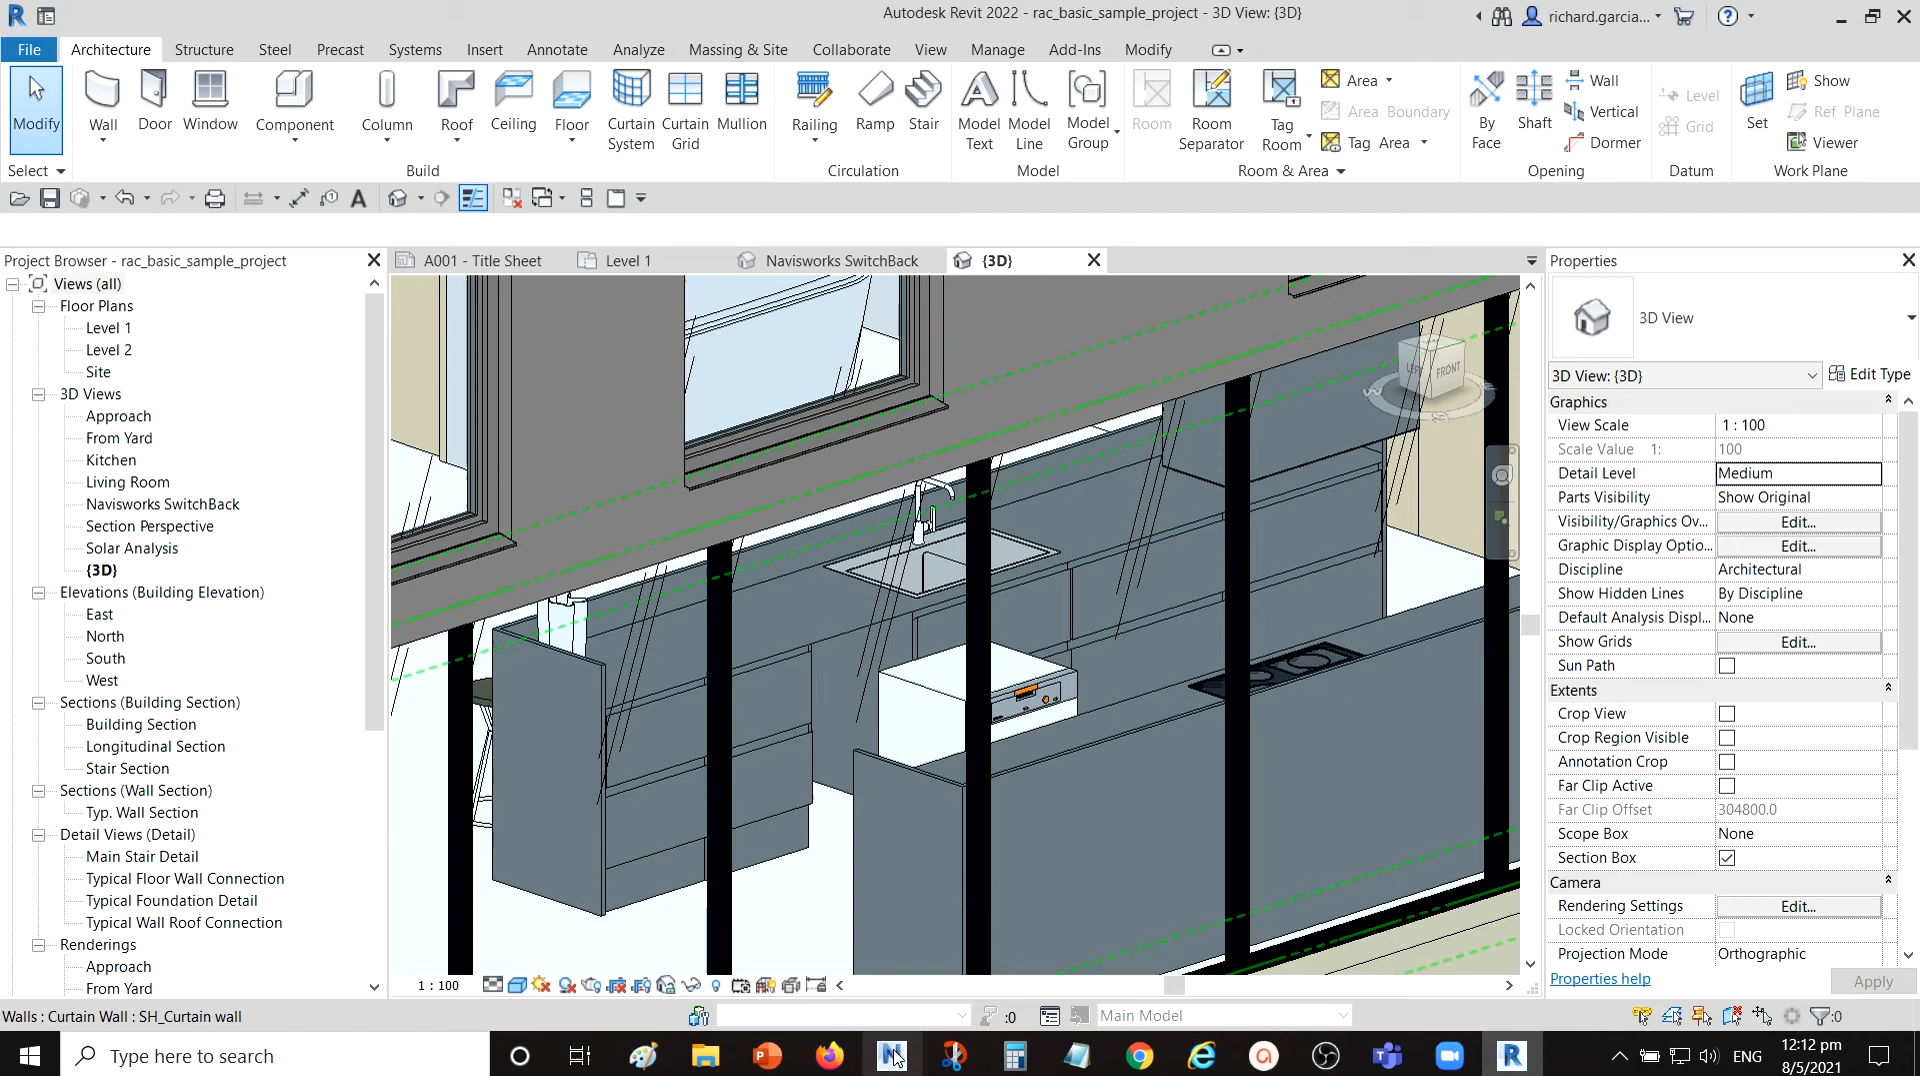 Autodesk Revit 2022 - rac_basic_sample_project - 3D View: {3D}
richard.garcia...
File Architecture Structure Steel Precast Systems Insert Annotate Analyze Massing & Site Collaborate View Manage Add-Ins Modify
Modify
Wall
Door
Window
Component
Column
Roof
Ceiling
Floor
Curtain System
Curtain Grid
Mullion
Railing
Ramp
Stair
Model Text
Model Line
Model Group
Room
Room Separator
Tag Room
Area
Area Boundary
Tag Area
By Face
Shaft
Wall
Vertical
Dormer
Level
Grid
Set
Show
Ref Plane
Viewer
Select
Build
Circulation
Model
Room & Area
Opening
Datum
Work Plane
Project Browser - rac_basic_sample_project
Views (all)
Floor Plans
Level 1
Level 2
Site
3D Views
Approach
From Yard
Kitchen
Living Room
Navisworks SwitchBack
Section Perspective
Solar Analysis
{3D}
Elevations (Building Elevation)
East
North
South
West
Sections (Building Section)
Building Section
Longitudinal Section
Stair Section
Sections (Wall Section)
Typ. Wall Section
Detail Views (Detail)
Main Stair Detail
Typical Floor Wall Connection
Typical Foundation Detail
Typical Wall Roof Connection
Renderings
Approach
From Yard
A001 - Title Sheet
Level 1
Navisworks SwitchBack
{3D}
LEFT FRONT
W
1 : 100
Properties
3D View
3D View: {3D}
Edit Type
Graphics
View Scale 1 : 100
Scale Value 1: 100
Detail Level Medium
Parts Visibility Show Original
Visibility/Graphics Ov... Edit...
Graphic Display Optio... Edit...
Discipline Architectural
Show Hidden Lines By Discipline
Default Analysis Displ... None
Show Grids Edit...
Sun Path
Extents
Crop View
Crop Region Visible
Annotation Crop
Far Clip Active
Far Clip Offset 304800.0
Scope Box None
Section Box
Camera
Rendering Settings Edit...
Locked Orientation
Projection Mode Orthographic
Properties help
Apply
Walls : Curtain Wall : SH_Curtain wall
:0
Main Model
:0
Type here to search
ENG
12:12 pm
8/5/2021